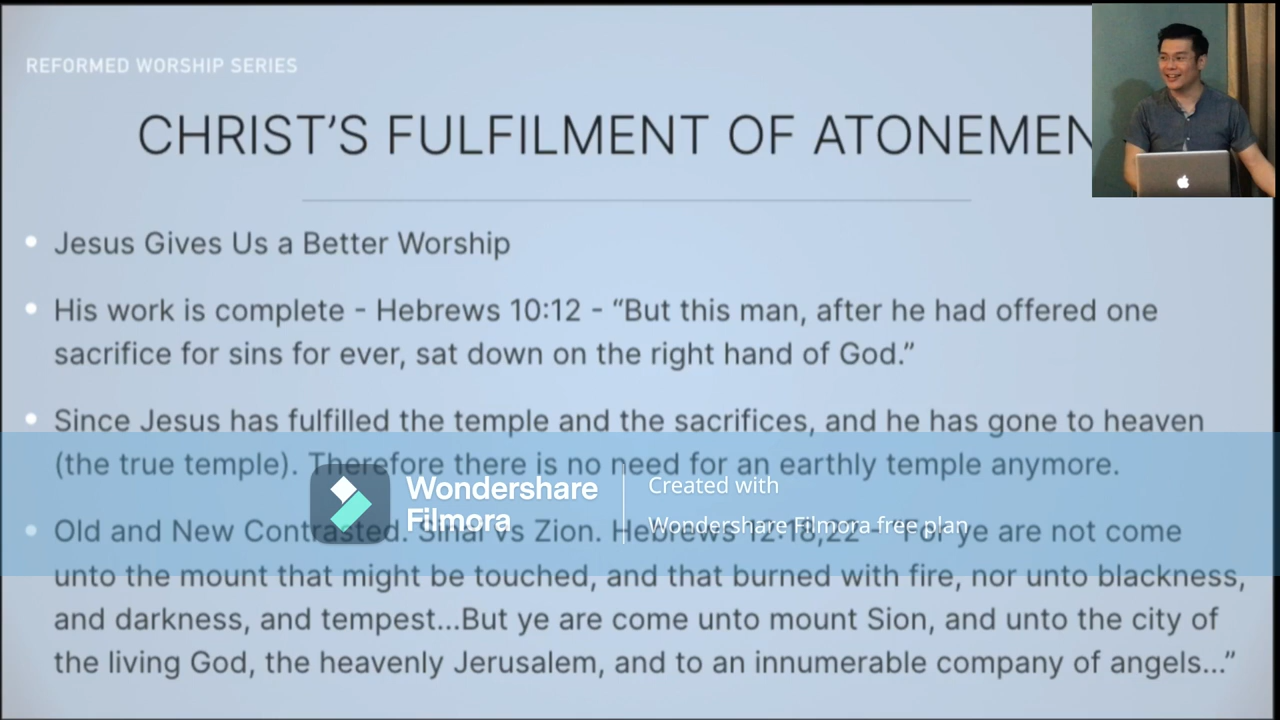 REFORMED WORSHIP SERIES
CHRIST’S FULFILMENT OF ATONEMEN
Jesus Gives Us a Better Worship
His work is complete - Hebrews 10:12 - “But this man, after he had offered one
sacrifice for sins for ever, sat down on the right hand of God.”
Since Jesus has fulfilled the temple and the sacrifices, and he has gone to heaven
(the true temple). Therefore there is no need for an earthly temple anymore.
Wondershare
Filmora
Created with
Wondershare Filmora free plan
Old and New Contrasted. Sinai vs Zion. Hebrews 12:18,22 - “For ye are not come
unto the mount that might be touched, and that burned with fire, nor unto blackness,
and darkness, and tempest...But ye are come unto mount Sion, and unto the city of
the living God, the heavenly Jerusalem, and to an innumerable company of angels...”